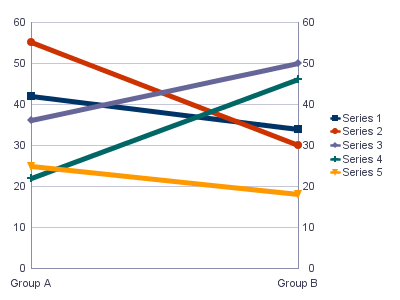 60 60
50 50
40 40
30 30
20 20
10 10
0 0
Group A Group B
Series 1
Series 2
Series 3
Series 4
Series 5